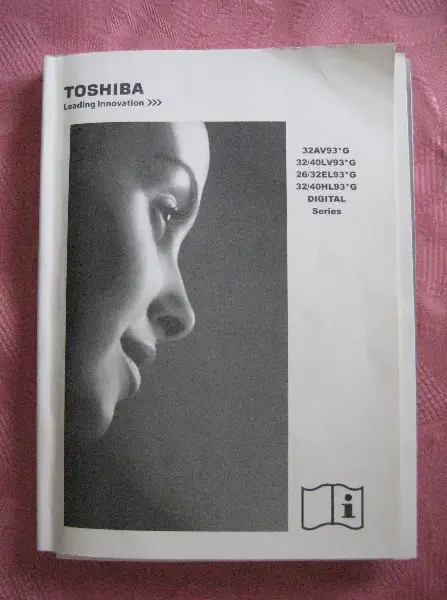 TOSHIBA
Leading Innovation >>>
32AV93*G
32/40LV93*G
26/32EL93*G
32/40HL93*G
DIGITAL
Series
i